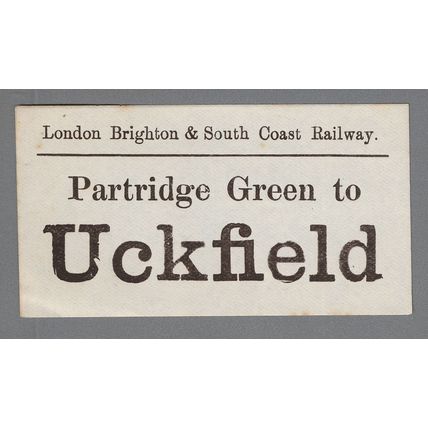 London Brighton & South Coast Railway.
Partridge Green to
Uckfield